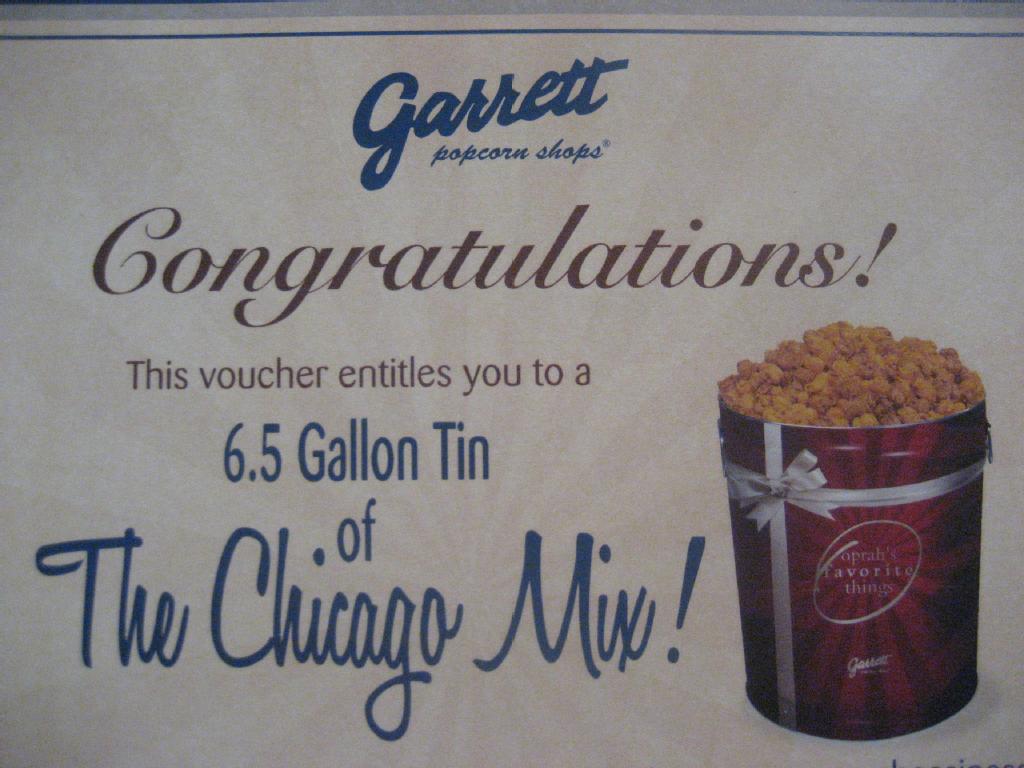 Garrett
popcorn shops®
Congratulations!
This voucher entitles you to a
6.5 Gallon Tin
of
The Chicago Mix!
oprah's
favorite
things
Garrett